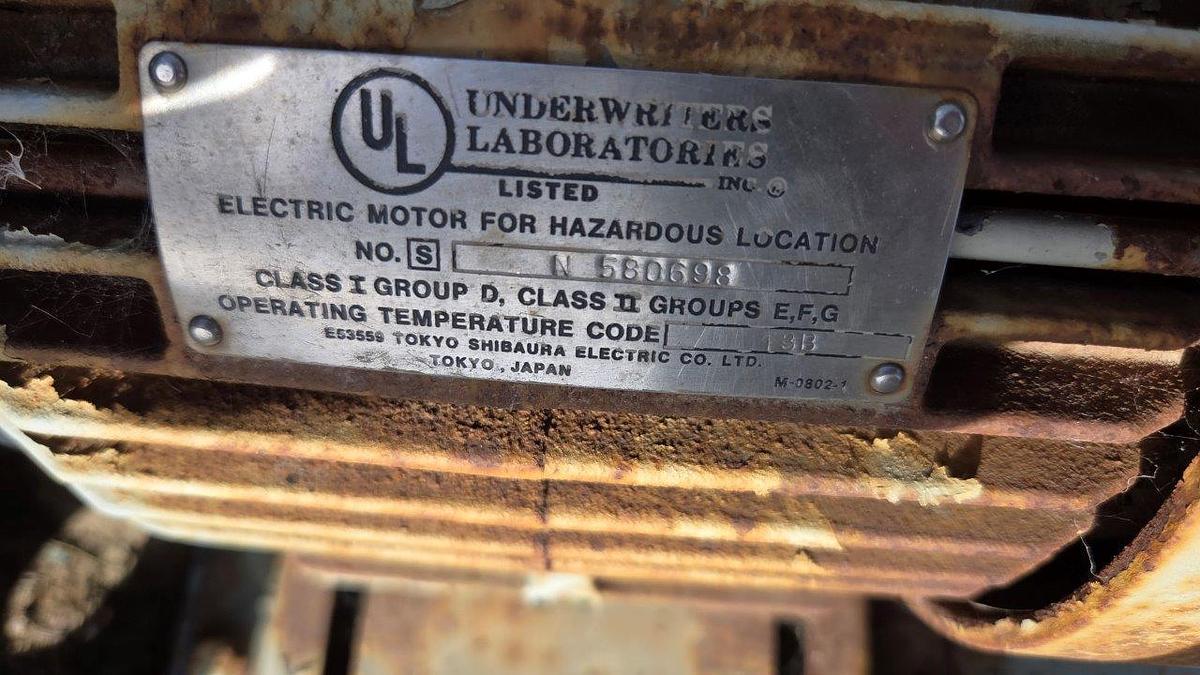 UL
UNDERWRITERS
LABORATORIES
INC.®
LISTED
ELECTRIC MOTOR FOR HAZARDOUS LOCATION
NO. S N 580698
CLASS I GROUP D, CLASS II GROUPS E,F,G
OPERATING TEMPERATURE CODE
E53559 TOKYO SHIBAURA ELECTRIC CO. LTD.
TOKYO, JAPAN
M-0802-1